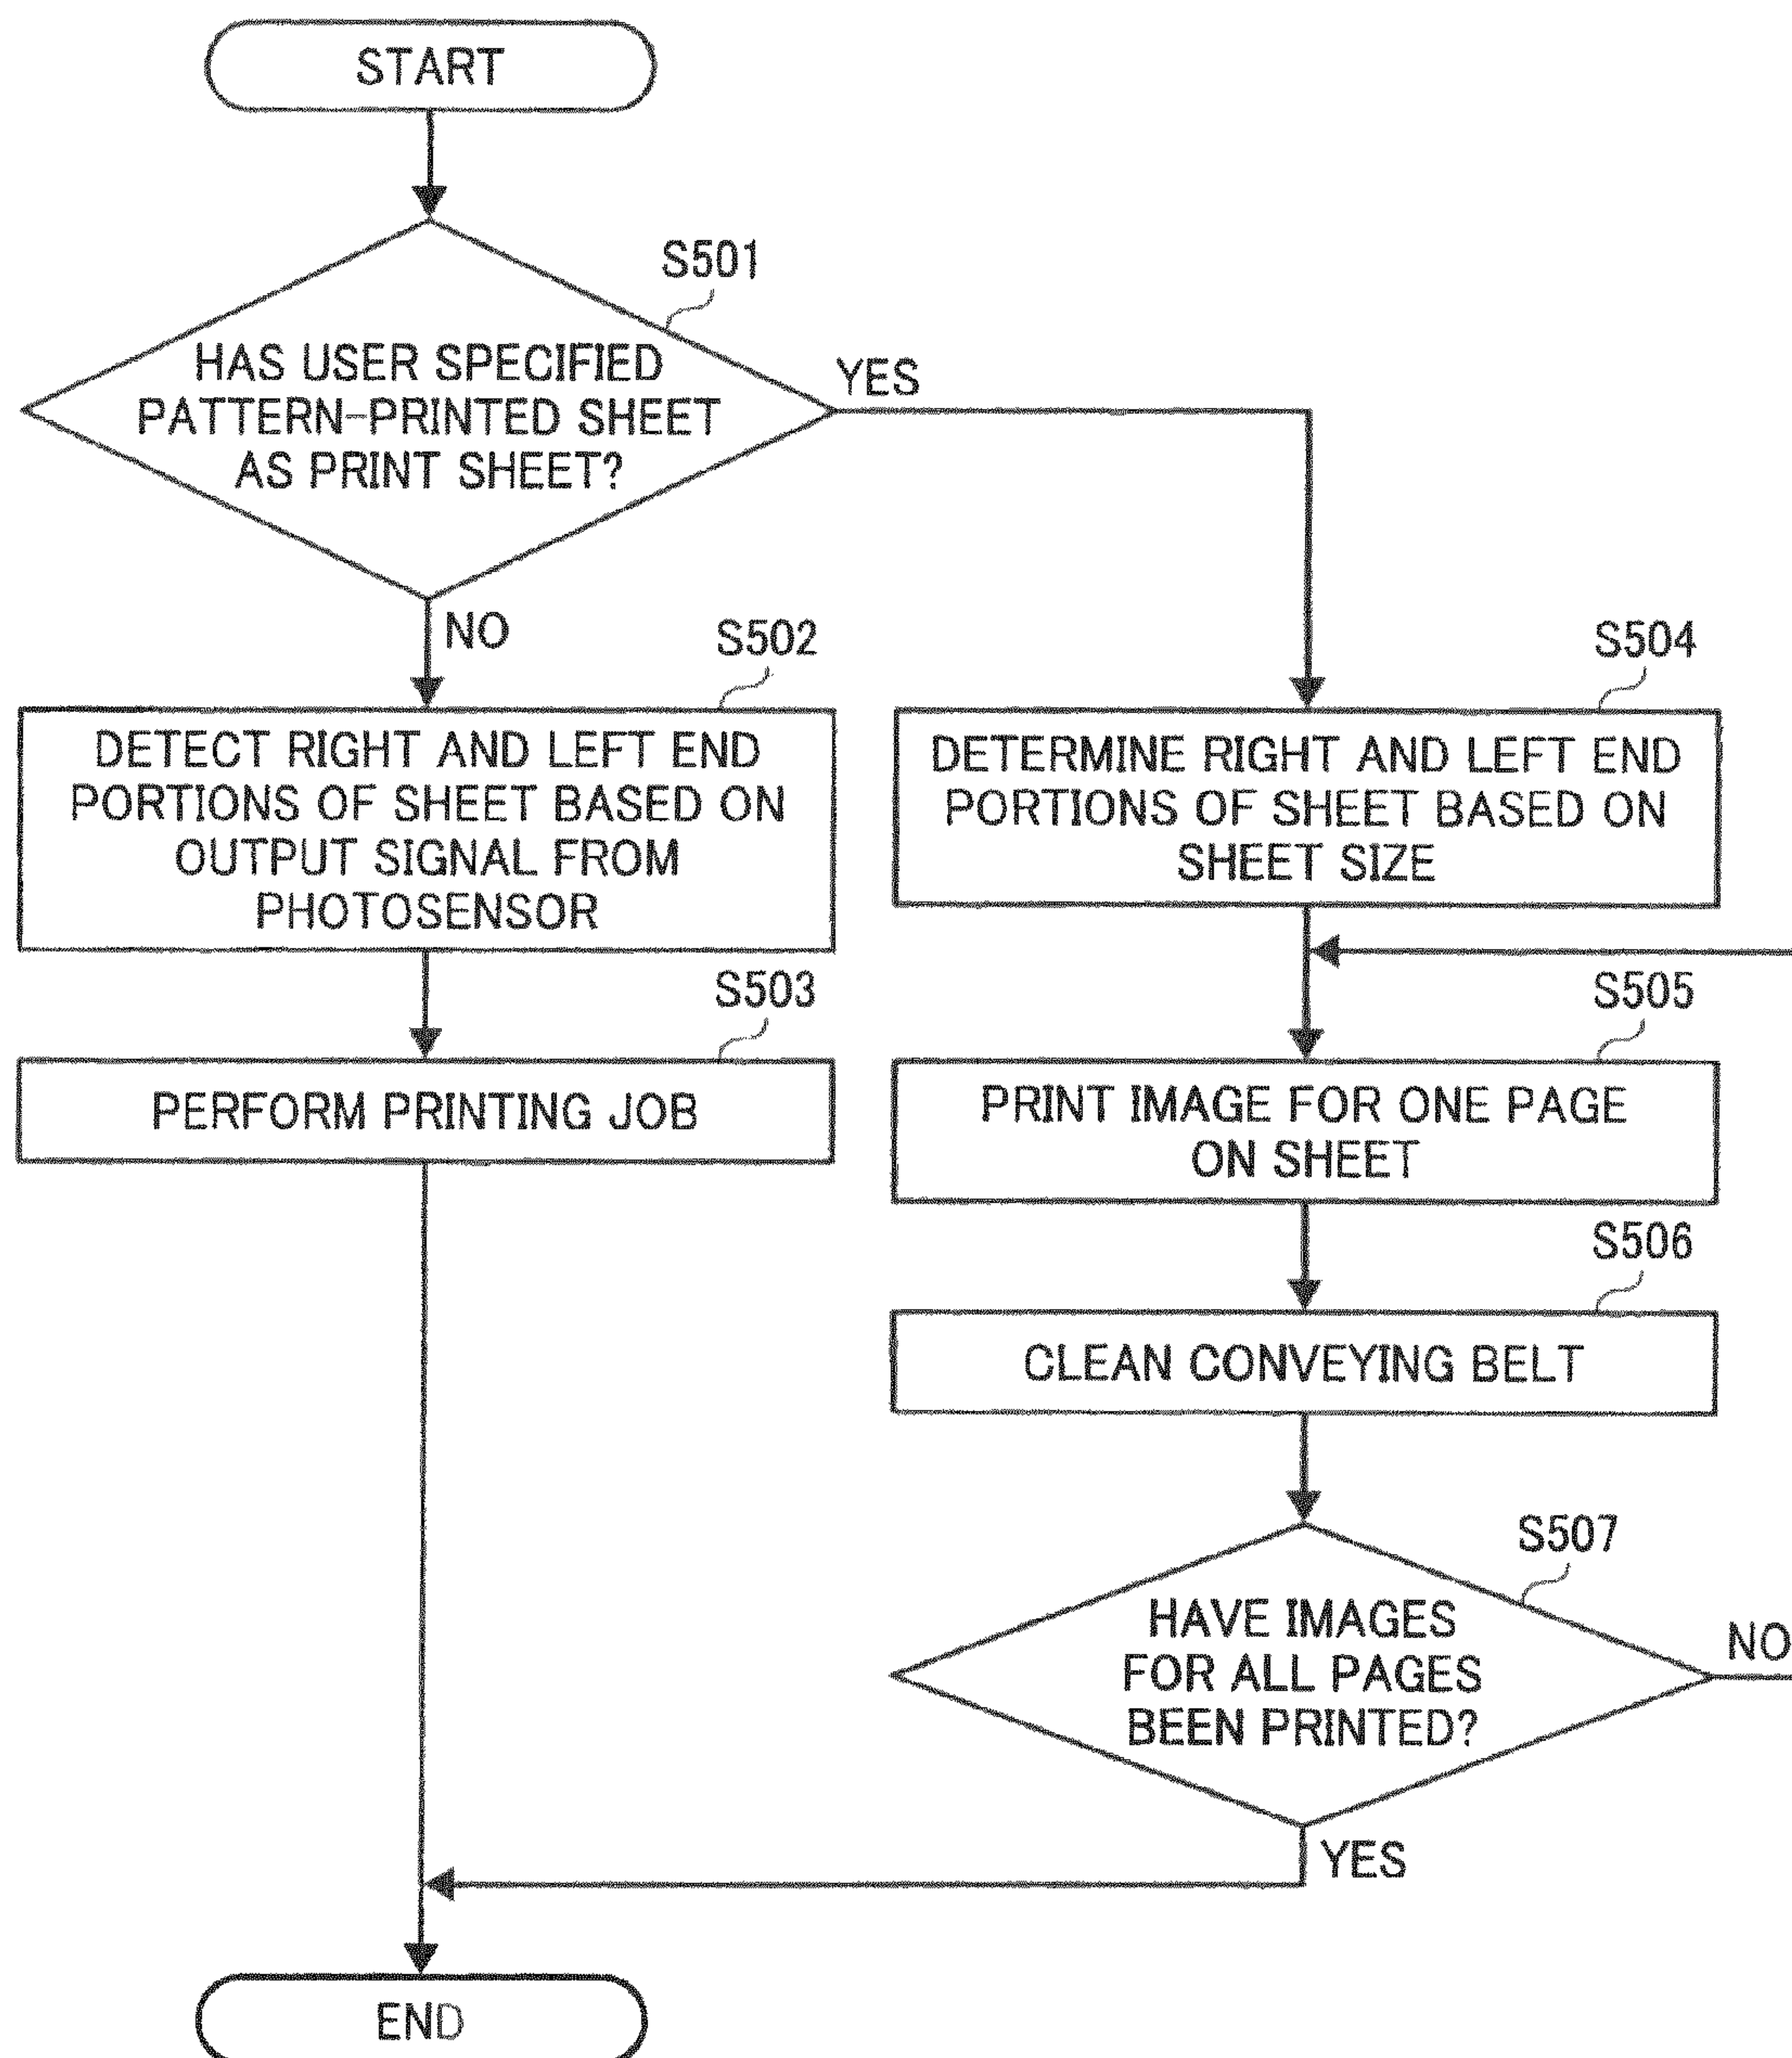 START
S501
HAS USER SPECIFIED
PATTERN-PRINTED SHEET
AS PRINT SHEET?
YES
NO
S502
DETECT RIGHT AND LEFT END
PORTIONS OF SHEET BASED ON
OUTPUT SIGNAL FROM
PHOTOSENSOR
S503
PERFORM PRINTING JOB
S504
DETERMINE RIGHT AND LEFT END
PORTIONS OF SHEET BASED ON
SHEET SIZE
S505
PRINT IMAGE FOR ONE PAGE
ON SHEET
S506
CLEAN CONVEYING BELT
S507
HAVE IMAGES
FOR ALL PAGES
BEEN PRINTED?
NO
YES
END